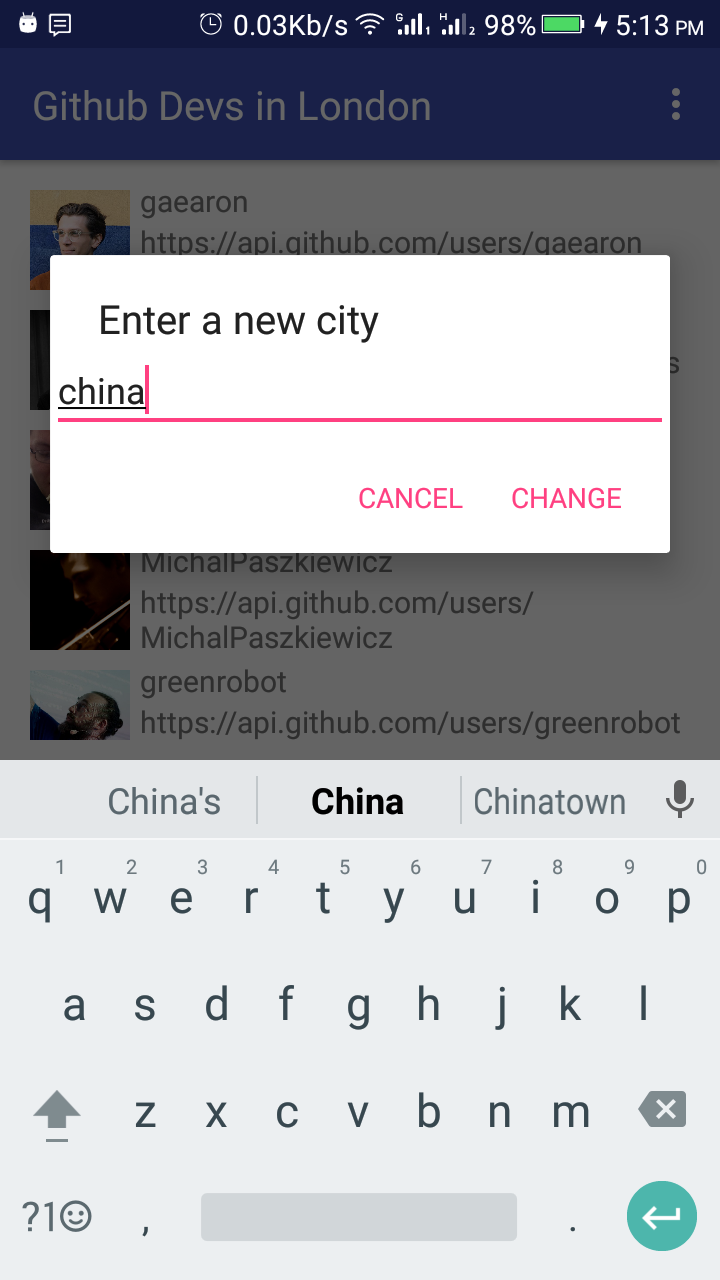 0.03Kb/s G 1 H 2 98% 5:13 PM
Github Devs in London
gaearon
https://api.github.com/users/gaearon
s
Enter a new city
china
CANCEL CHANGE
MichalPaszkiewicz
https://api.github.com/users/
MichalPaszkiewicz
greenrobot
https://api.github.com/users/greenrobot
China's China Chinatown
1 2 3 4 5 6 7 8 9 0
q w e r t y u i o p
a s d f g h j k l
z x c v b n m
?1☺ , .